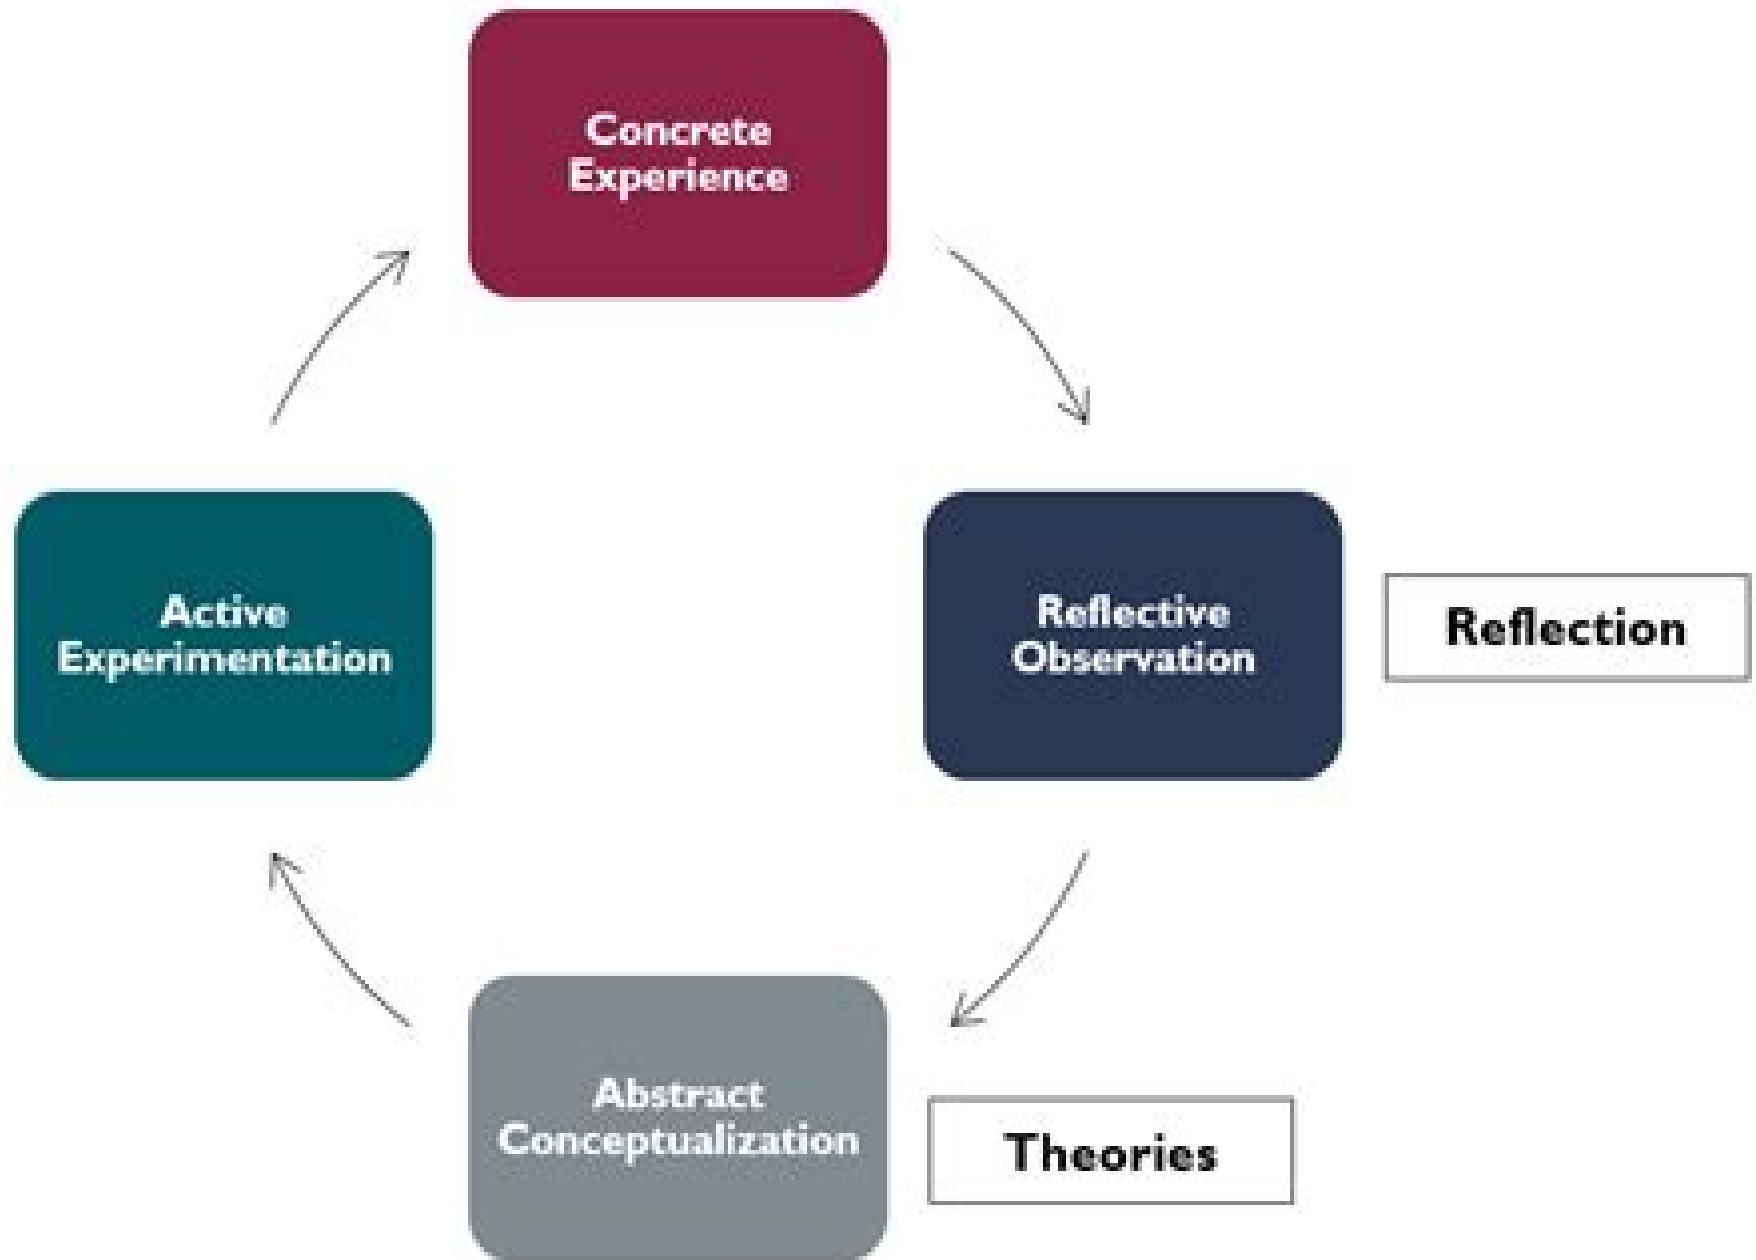 Concrete
Experience
Active
Experimentation
Reflective
Observation
Reflection
Abstract
Conceptualization
Theories